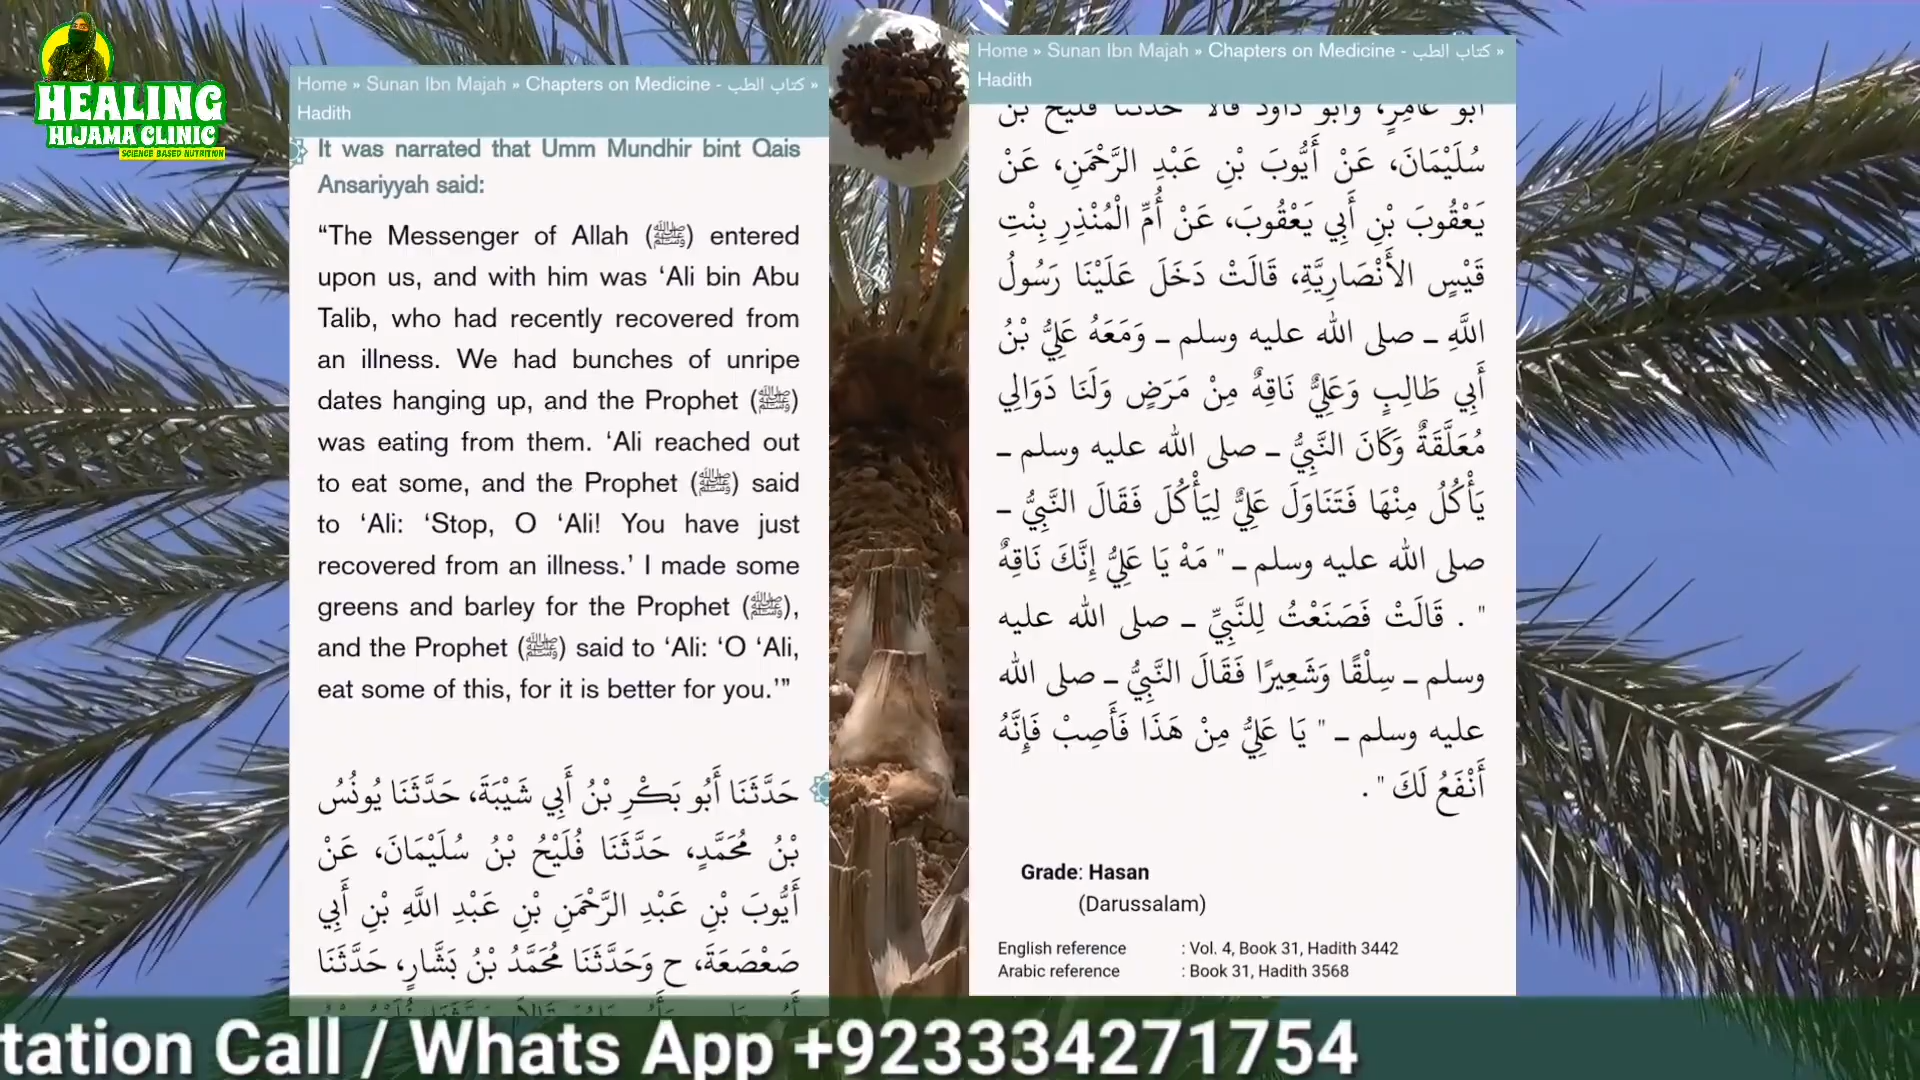 HEALING
HIJAMA CLINIC
SCIENCE BASED NUTRITION
Home » Sunan Ibn Majah » Chapters on Medicine - كتاب الطب »
Hadith
It was narrated that Umm Mundhir bint Qais
Ansariyyah said:
“The Messenger of Allah (ﷺ) entered
upon us, and with him was ‘Ali bin Abu
Talib, who had recently recovered from
an illness. We had bunches of unripe
dates hanging up, and the Prophet (ﷺ)
was eating from them. ‘Ali reached out
to eat some, and the Prophet (ﷺ) said
to ‘Ali: ‘Stop, O ‘Ali! You have just
recovered from an illness.’ I made some
greens and barley for the Prophet (ﷺ),
and the Prophet (ﷺ) said to ‘Ali: ‘O ‘Ali,
eat some of this, for it is better for you.’”
حَدَّثَنَا أَبُو بَكْرِ بْنُ أَبِي شَيْبَةَ، حَدَّثَنَا يُونُسُ
بْنُ مُحَمَّدٍ، حَدَّثَنَا فُلَيْحُ بْنُ سُلَيْمَانَ، عَنْ
أَيُّوبَ بْنِ عَبْدِ الرَّحْمَنِ بْنِ عَبْدِ اللَّهِ بْنِ أَبِي
صَعْصَعَةَ، ح وَحَدَّثَنَا مُحَمَّدُ بْنُ بَشَّارٍ، حَدَّثَنَا
Home » Sunan Ibn Majah » Chapters on Medicine - كتاب الطب »
Hadith
أَبُو عَامِرٍ، وَأَبُو دَاوُدَ قَالاَ حَدَّثَنَا فُلَيْحُ بْنُ
سُلَيْمَانَ، عَنْ أَيُّوبَ بْنِ عَبْدِ الرَّحْمَنِ، عَنْ
يَعْقُوبَ بْنِ أَبِي يَعْقُوبَ، عَنْ أُمِّ الْمُنْذِرِ بِنْتِ
قَيْسٍ الأَنْصَارِيَّةِ، قَالَتْ دَخَلَ عَلَيْنَا رَسُولُ
اللَّهِ ـ صلى الله عليه وسلم ـ وَمَعَهُ عَلِيُّ بْنُ
أَبِي طَالِبٍ وَعَلِيٌّ نَاقِهٌ مِنْ مَرَضٍ وَلَنَا دَوَالِي
مُعَلَّقَةٌ وَكَانَ النَّبِيُّ ـ صلى الله عليه وسلم ـ
يَأْكُلُ مِنْهَا فَتَنَاوَلَ عَلِيٌّ لِيَأْكُلَ فَقَالَ النَّبِيُّ ـ
صلى الله عليه وسلم ـ " مَهْ يَا عَلِيُّ إِنَّكَ نَاقِهٌ
" . قَالَتْ فَصَنَعْتُ لِلنَّبِيِّ ـ صلى الله عليه
وسلم ـ سِلْقًا وَشَعِيرًا فَقَالَ النَّبِيُّ ـ صلى الله
عليه وسلم ـ " يَا عَلِيُّ مِنْ هَذَا فَأَصِبْ فَإِنَّهُ
أَنْفَعُ لَكَ " .
Grade: Hasan
(Darussalam)
English reference : Vol. 4, Book 31, Hadith 3442
Arabic reference : Book 31, Hadith 3568
tation Call / Whats App +923334271754